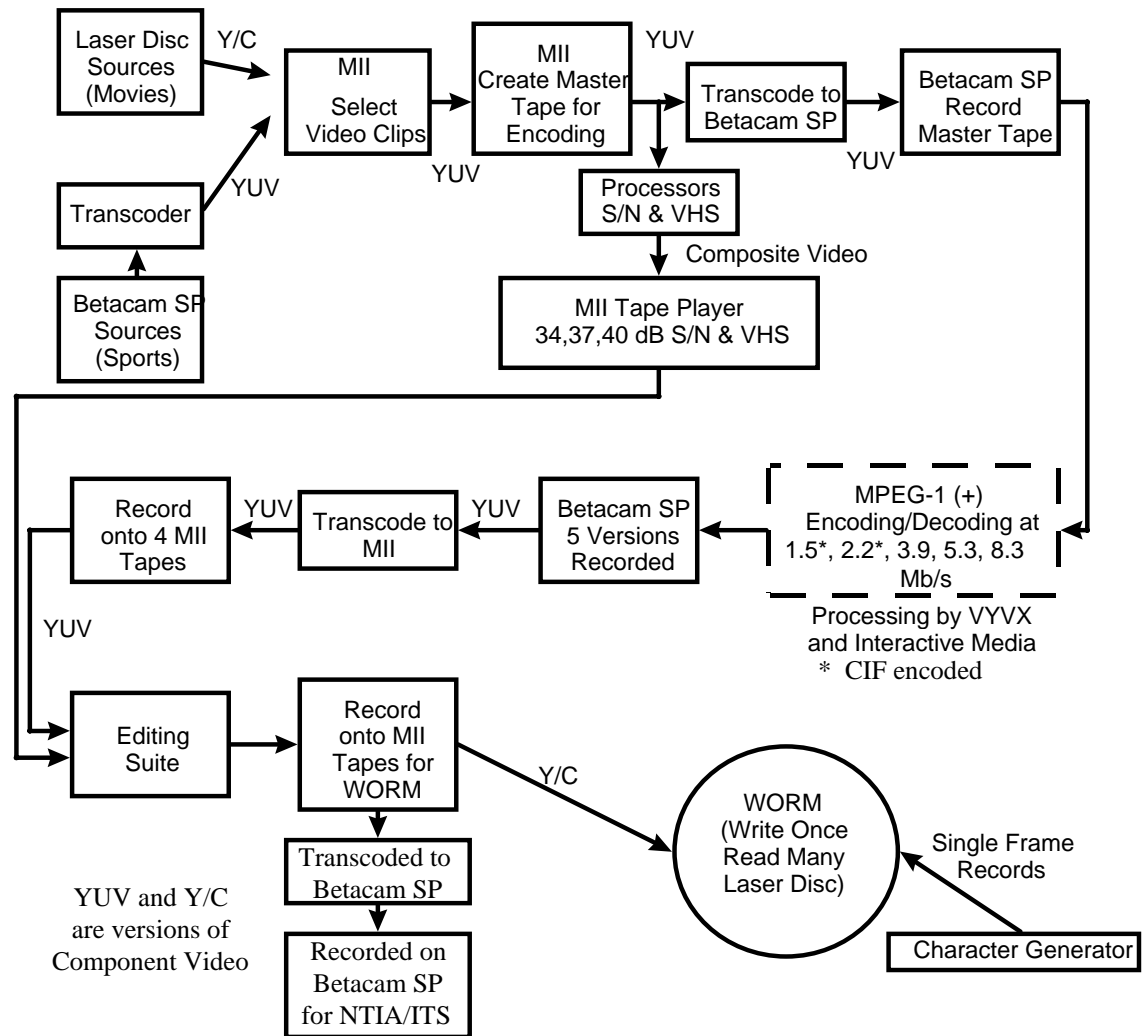 Laser Disc
Sources
(Movies)
Y/C
MII
Select
Video Clips
YUV
MII
Create Master
Tape for
Encoding
YUV
Transcode to
Betacam SP
YUV
Betacam SP
Record
Master Tape
YUV
Transcoder
Betacam SP
Sources
(Sports)
Processors
S/N & VHS
Composite Video
MII Tape Player
34,37,40 dB S/N & VHS
Record
onto 4 MII
Tapes
YUV
Transcode to
MII
YUV
Betacam SP
5 Versions
Recorded
MPEG-1 (+)
Encoding/Decoding at
1.5*, 2.2*, 3.9, 5.3, 8.3
Mb/s
Processing by VYVX
and Interactive Media
* CIF encoded
YUV
Editing
Suite
Record
onto MII
Tapes for
WORM
Y/C
WORM
(Write Once
Read Many
Laser Disc)
Single Frame
Records
Character Generator
Transcoded to
Betacam SP
Recorded on
Betacam SP
for NTIA/ITS
YUV and Y/C
are versions of
Component Video